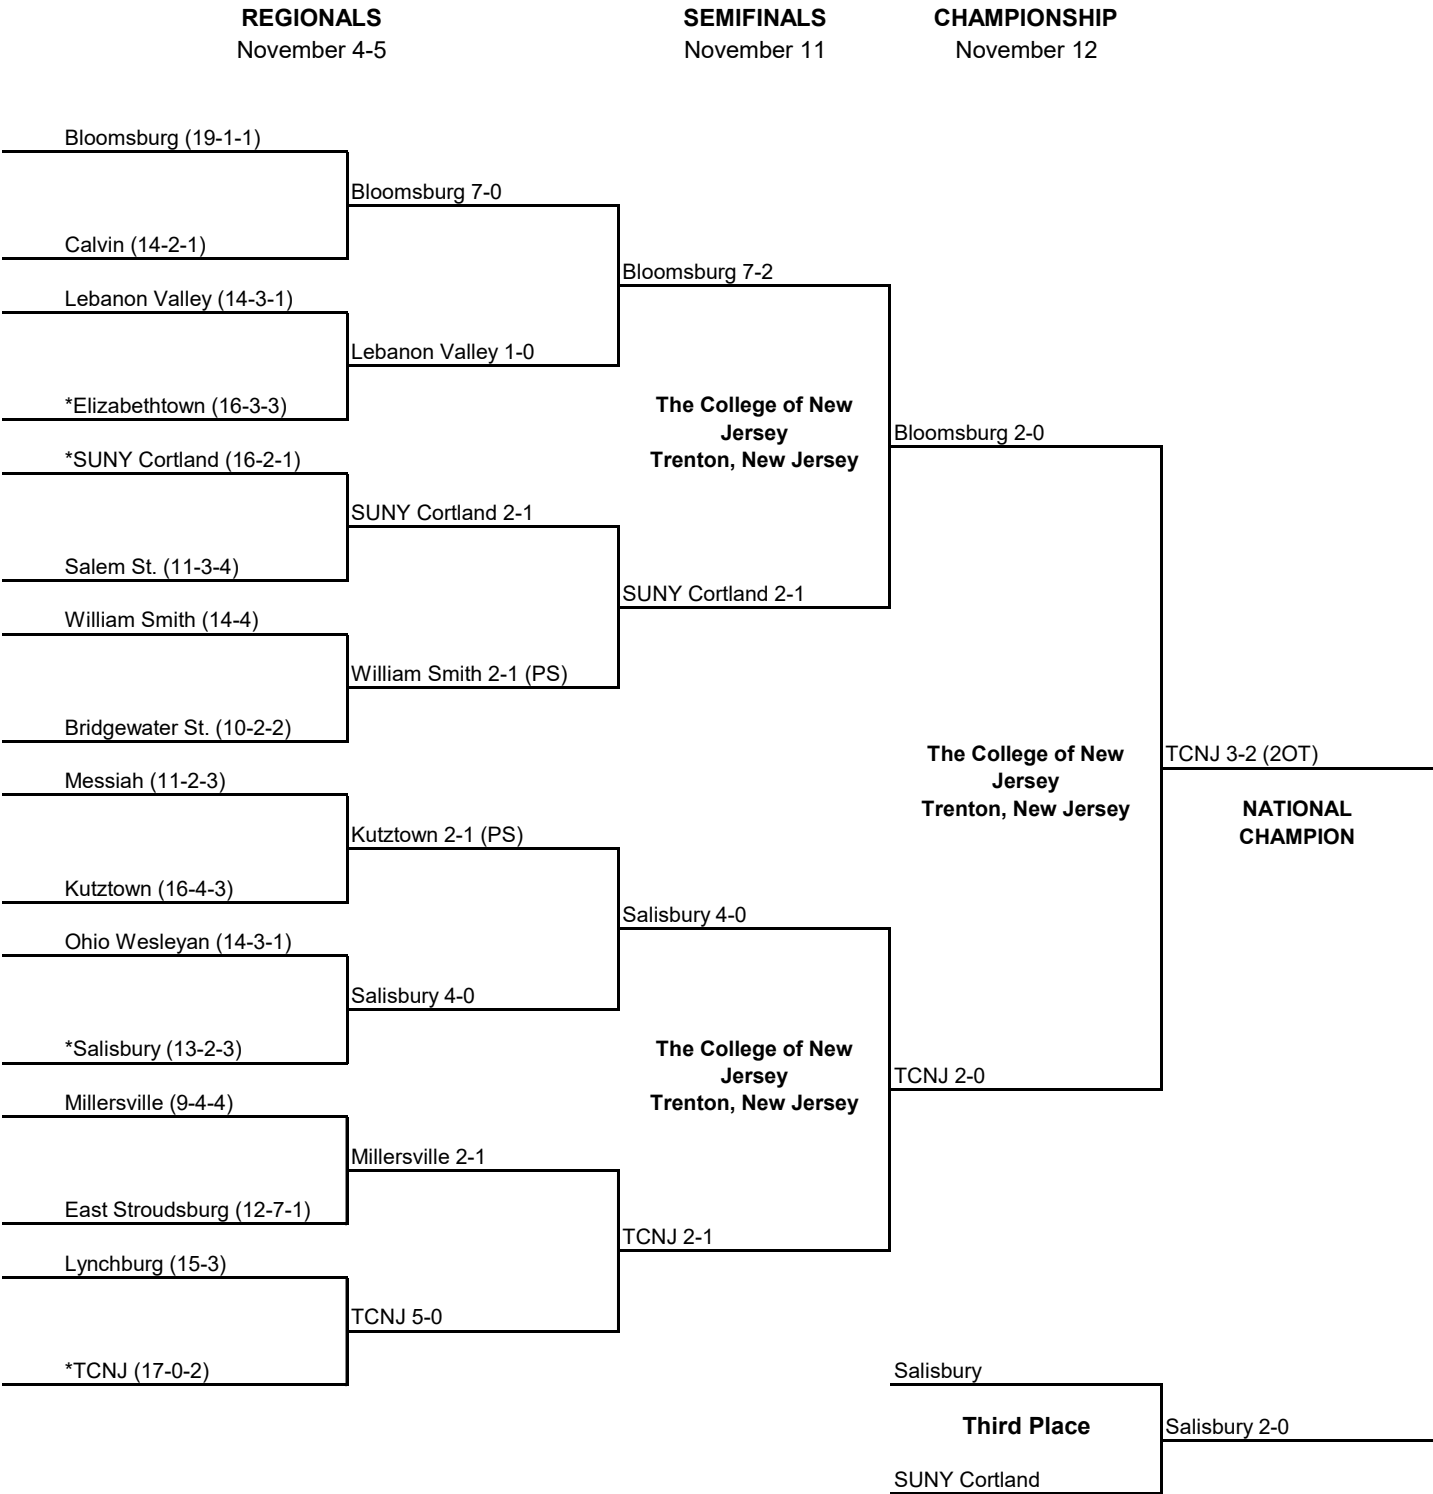 REGIONALS
November 4-5
SEMIFINALS
November 11
CHAMPIONSHIP
November 12
Bloomsburg (19-1-1)
Bloomsburg 7-0
Calvin (14-2-1)
Bloomsburg 7-2
Lebanon Valley (14-3-1)
Lebanon Valley 1-0
*Elizabethtown (16-3-3)
The College of New
Jersey
Trenton, New Jersey
Bloomsburg 2-0
*SUNY Cortland (16-2-1)
SUNY Cortland 2-1
Salem St. (11-3-4)
SUNY Cortland 2-1
William Smith (14-4)
William Smith 2-1 (PS)
Bridgewater St. (10-2-2)
The College of New
Jersey
Trenton, New Jersey
TCNJ 3-2 (2OT)
NATIONAL
CHAMPION
Messiah (11-2-3)
Kutztown 2-1 (PS)
Kutztown (16-4-3)
Salisbury 4-0
Ohio Wesleyan (14-3-1)
Salisbury 4-0
*Salisbury (13-2-3)
The College of New
Jersey
Trenton, New Jersey
TCNJ 2-0
Millersville (9-4-4)
Millersville 2-1
East Stroudsburg (12-7-1)
TCNJ 2-1
Lynchburg (15-3)
TCNJ 5-0
*TCNJ (17-0-2)
Salisbury
Third Place
Salisbury 2-0
SUNY Cortland